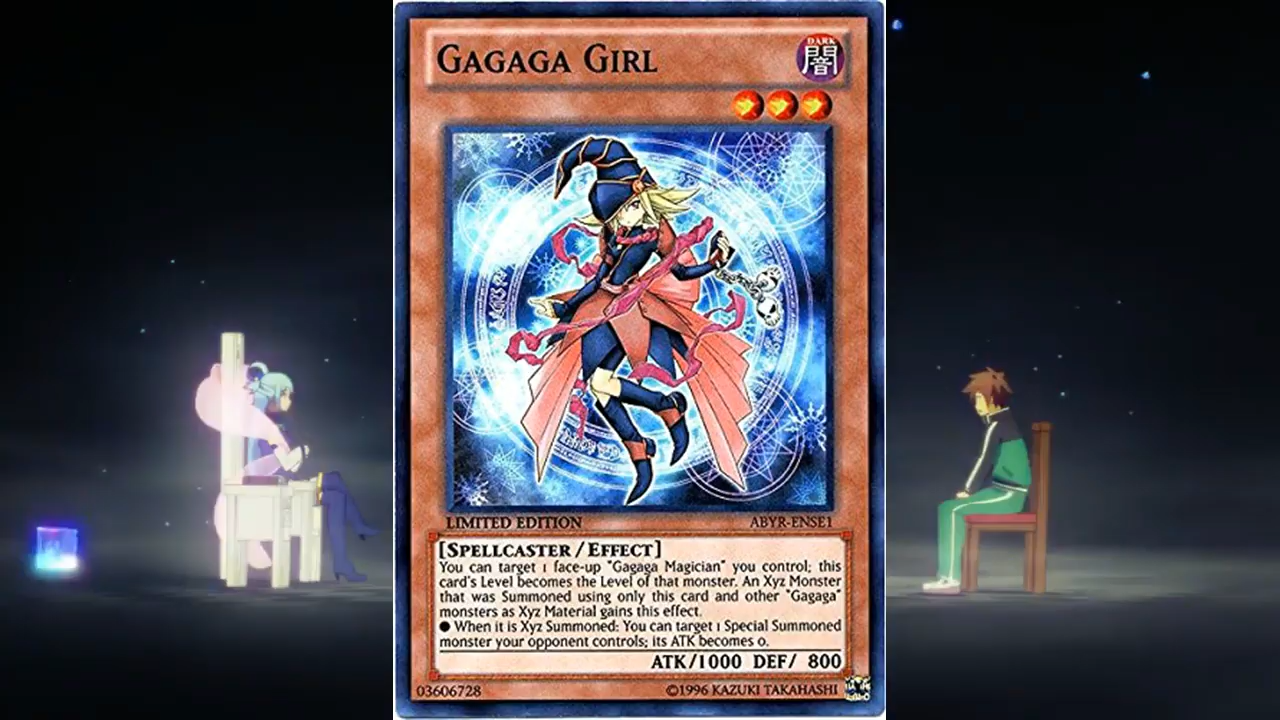 Gagaga Girl
DARK
闇
LIMITED EDITION
ABYR-ENSE1
[Spellcaster / Effect]
You can target 1 face-up "Gagaga Magician" you control; this
card's Level becomes the Level of that monster. An Xyz Monster
that was Summoned using only this card and other "Gagaga"
monsters as Xyz Material gains this effect.
● When it is Xyz Summoned: You can target 1 Special Summoned
monster your opponent controls; its ATK becomes 0.
ATK/1000 DEF/ 800
03606728
©1996 KAZUKI TAKAHASHI